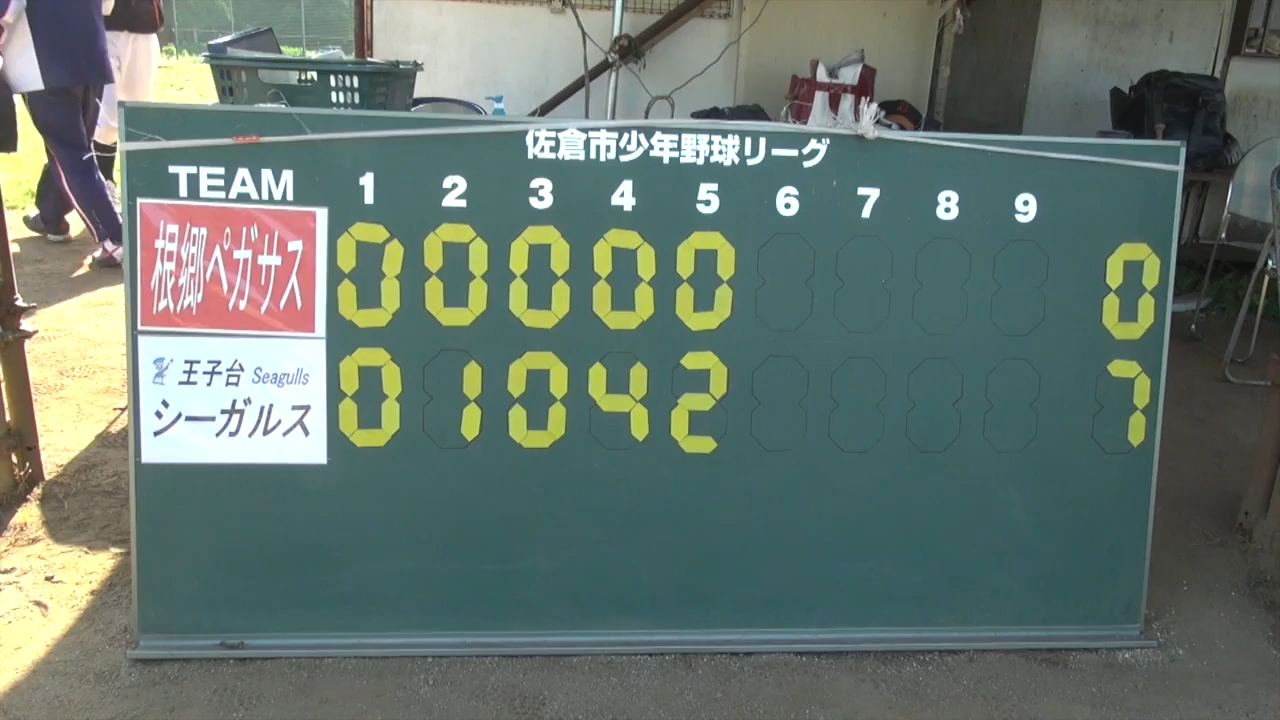 佐倉市少年野球リーグ
TEAM 1 2 3 4 5 6 7 8 9
根郷ペガサス 0 0 0 0 0 0
王子台 Seagulls
シーガルス 0 1 0 4 2 7